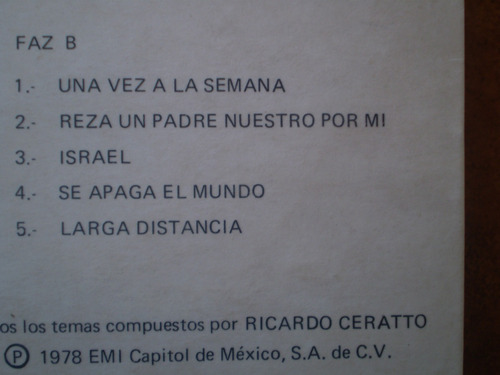 FAZ B
1.- UNA VEZ A LA SEMANA
2.- REZA UN PADRE NUESTRO POR MI
3.- ISRAEL
4.- SE APAGA EL MUNDO
5.- LARGA DISTANCIA
os los temas compuestos por RICARDO CERATTO
Ⓟ 1978 EMI Capitol de México, S.A. de C.V.